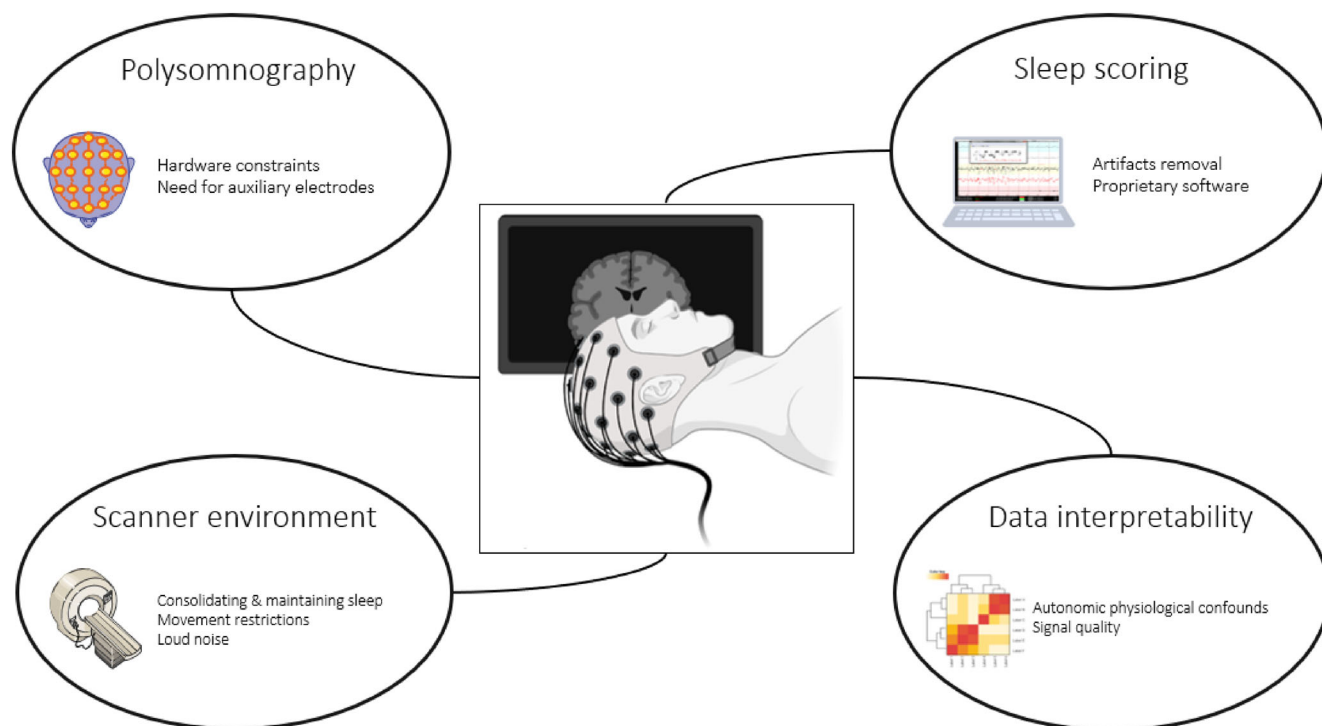 Polysomnography
Hardware constraints
Need for auxiliary electrodes
Sleep scoring
Artifacts removal
Proprietary software
Scanner environment
Consolidating & maintaining sleep
Movement restrictions
Loud noise
Data interpretability
Autonomic physiological confounds
Signal quality